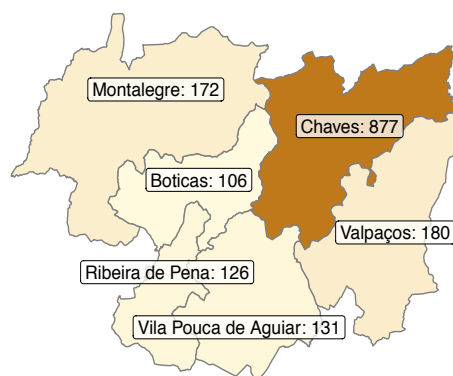 Montalegre: 172
Chaves: 877
Boticas: 106
Valpaços: 180
Ribeira de Pena: 126
Vila Pouca de Aguiar: 131